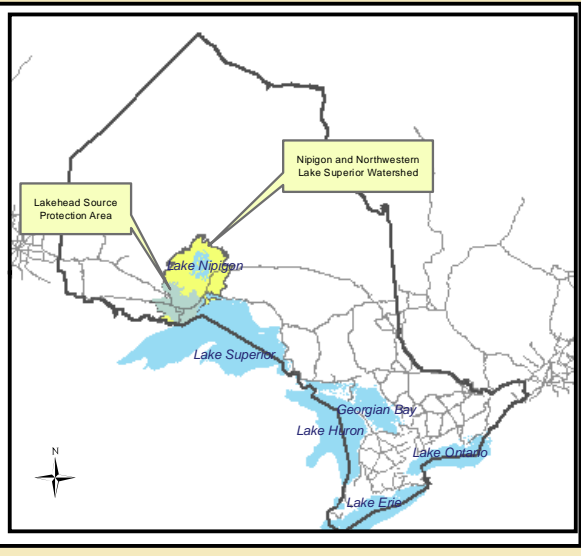 Nipigon and Northwestern
Lake Superior Watershed
Lakehead Source
Protection Area
Lake Nipigon
Lake Superior
Georgian Bay
Lake Huron
Lake Ontario
Lake Erie
N